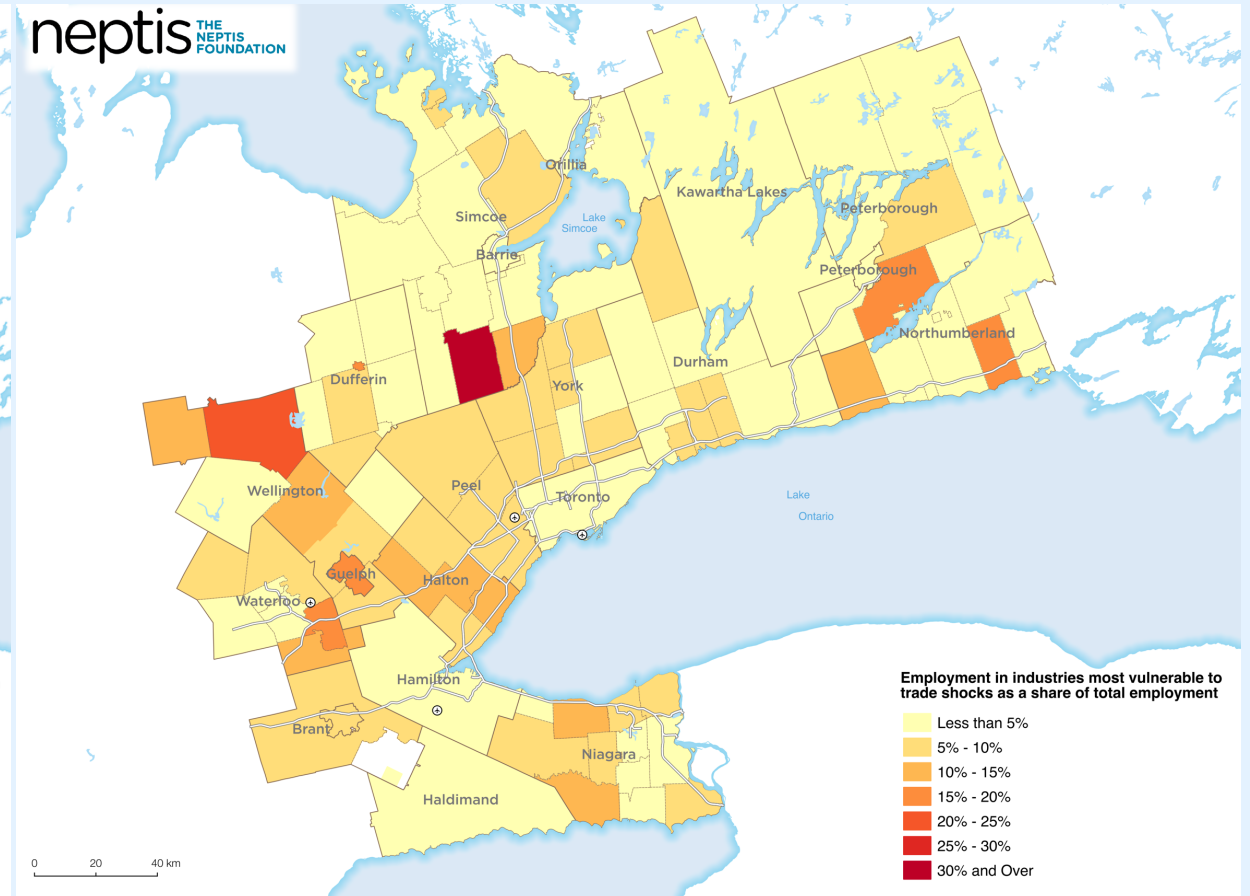 neptis
THE
NEPTIS
FOUNDATION
Orillia
Kawartha Lakes
Peterborough
Simcoe
Lake
Simcoe
Barrie
Peterborough
Northumberland
Durham
Dufferin
York
Wellington
Peel
Toronto
Lake
Ontario
Guelph
Halton
Waterloo
Hamilton
Brant
Niagara
Haldimand
Employment in industries most vulnerable to
trade shocks as a share of total employment
Less than 5%
5% - 10%
10% - 15%
15% - 20%
20% - 25%
25% - 30%
30% and Over
0 20 40 km